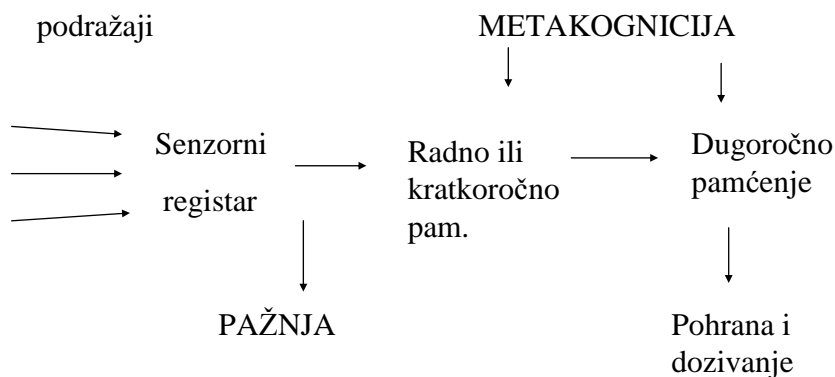 podražaji
METAKOGNICIJA
Senzorni
registar
Radno ili
kratkoročno
pam.
Dugoročno
pamćenje
PAŽNJA
Pohrana i
dozivanje